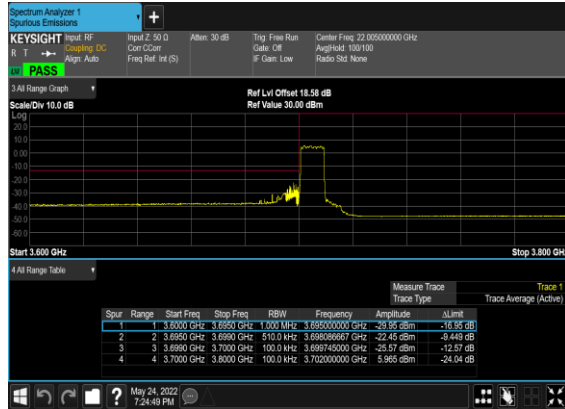 Spectrum Analyzer 1
Spurious Emissions
+
KEYSIGHT Input: RF Input Z: 50 Ω Atten: 30 dB Trig: Free Run Center Freq: 22.005000000 GHz
R T Coupling: DC Corr CCorr Gate: Off Avg|Hold: 100/100
Align: Auto Freq Ref: Int (S) IF Gain: Low Radio Std: None
LV PASS
3 All Range Graph
Ref Lvl Offset 18.58 dB
Scale/Div 10.0 dB Ref Value 30.00 dBm
Log
20.0
10.0
0.00
-10.0
-20.0
-30.0
-40.0
-50.0
-60.0
Start 3.600 GHz Stop 3.800 GHz
4 All Range Table
Measure Trace Trace 1
Trace Type Trace Average (Active)
Spur Range Start Freq Stop Freq RBW Frequency Amplitude ΔLimit
1 1 3.6000 GHz 3.6950 GHz 1.000 MHz 3.695000000 GHz -29.95 dBm -16.95 dB
2 2 3.6950 GHz 3.6990 GHz 510.0 kHz 3.698086667 GHz -22.45 dBm -9.449 dB
3 3 3.6990 GHz 3.7000 GHz 100.0 kHz 3.699745000 GHz -25.57 dBm -12.57 dB
4 4 3.7000 GHz 3.8000 GHz 100.0 kHz 3.702000000 GHz 5.965 dBm -24.04 dB
? May 24, 2022
7:24:49 PM